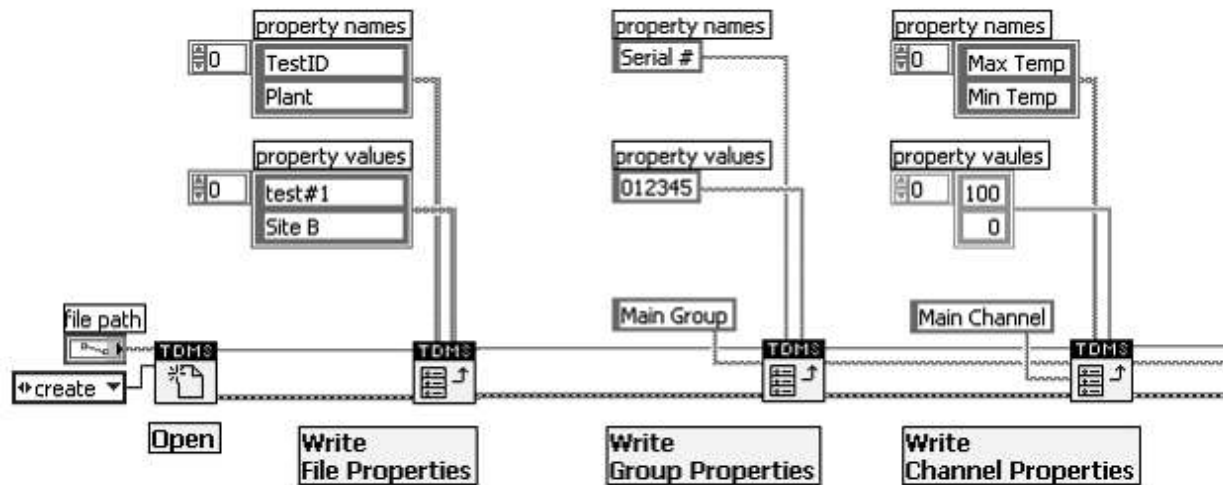 property names
0
TestID
Plant
property values
0
test#1
Site B
file path
create
TDMS
Open
TDMS
Write
File Properties
property names
Serial #
property values
012345
Main Group
TDMS
Write
Group Properties
property names
0
Max Temp
Min Temp
property vaules
0
100
0
Main Channel
TDMS
Write
Channel Properties